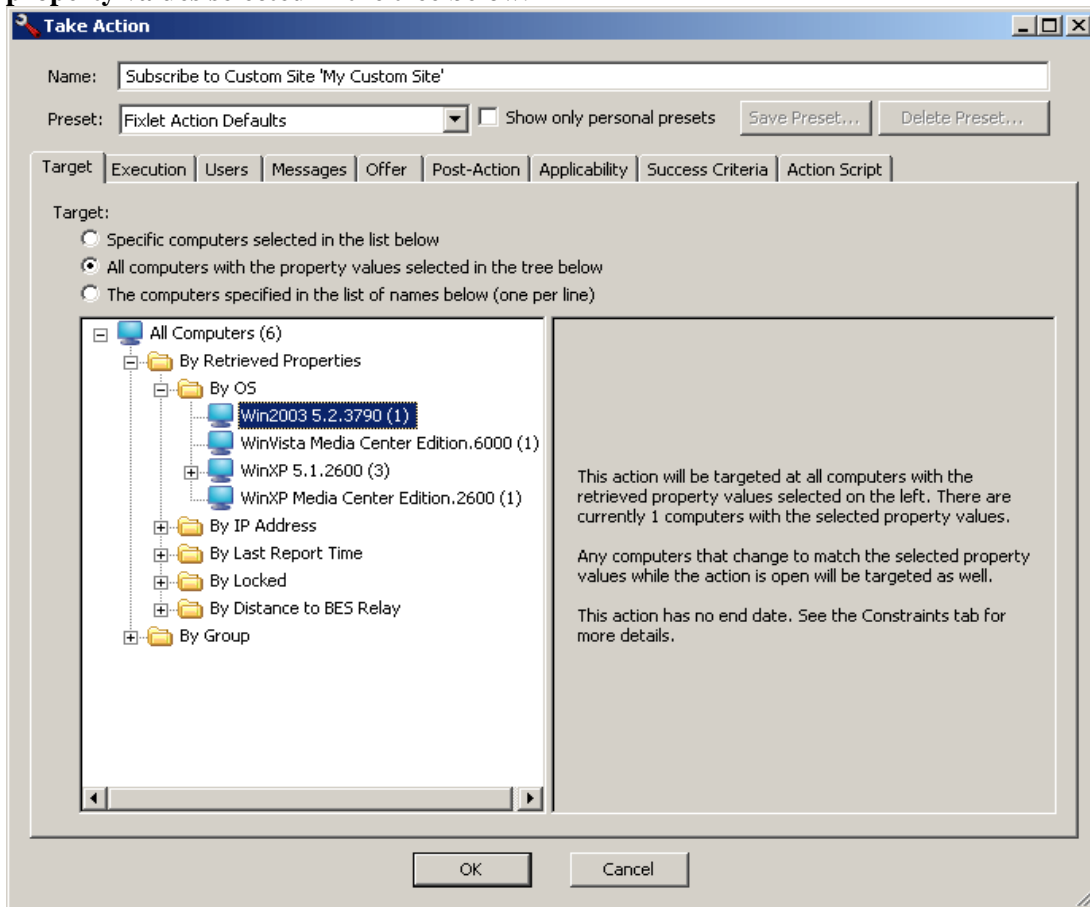 Take Action
Name: Subscribe to Custom Site 'My Custom Site'
Preset: Fixlet Action Defaults Show only personal presets Save Preset... Delete Preset...
Target Execution Users Messages Offer Post-Action Applicability Success Criteria Action Script
Target:
Specific computers selected in the list below
All computers with the property values selected in the tree below
The computers specified in the list of names below (one per line)
All Computers (6)
By Retrieved Properties
By OS
Win2003 5.2.3790 (1)
WinVista Media Center Edition.6000 (1)
WinXP 5.1.2600 (3)
WinXP Media Center Edition.2600 (1)
By IP Address
By Last Report Time
By Locked
By Distance to BES Relay
By Group
This action will be targeted at all computers with the
retrieved property values selected on the left. There are
currently 1 computers with the selected property values.
Any computers that change to match the selected property
values while the action is open will be targeted as well.
This action has no end date. See the Constraints tab for
more details.
OK Cancel